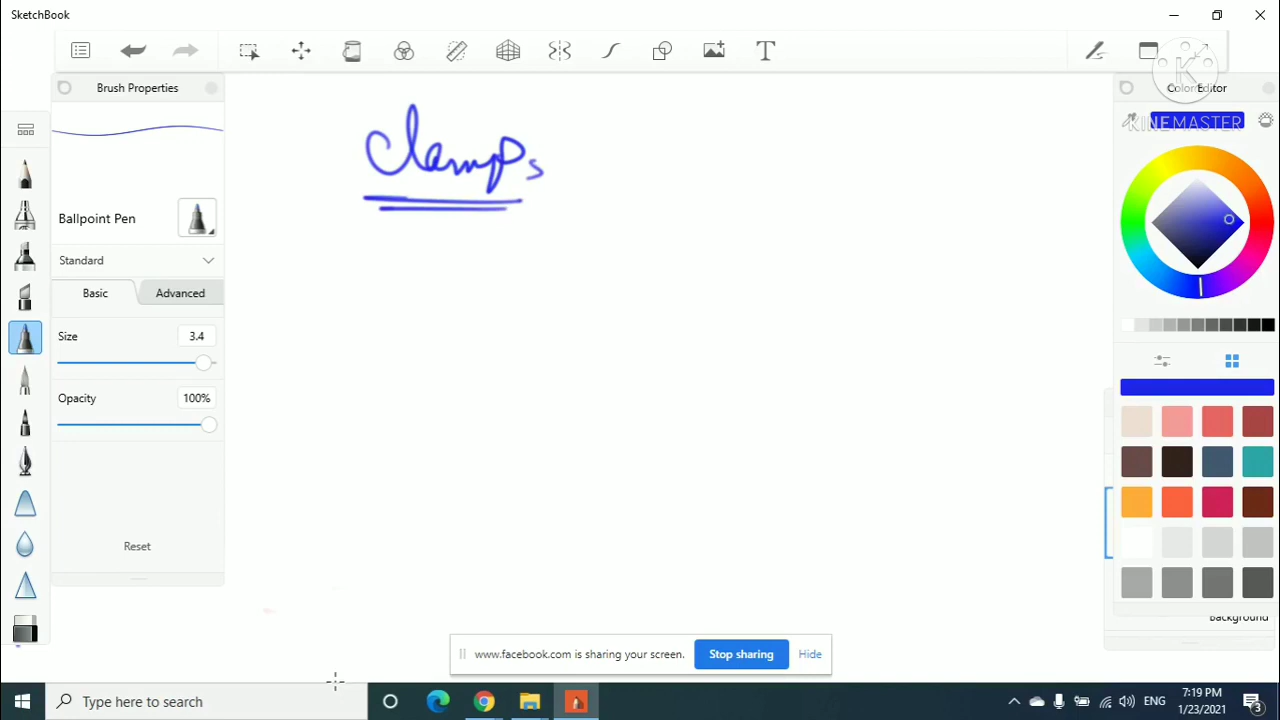 SketchBook
Brush Properties
Color Editor
KINEMASTER
Clamps
Ballpoint Pen
Standard
Basic Advanced
Size 3.4
Opacity 100%
Reset
Background
www.facebook.com is sharing your screen. Stop sharing Hide
Type here to search
ENG
7:19 PM
1/23/2021
3